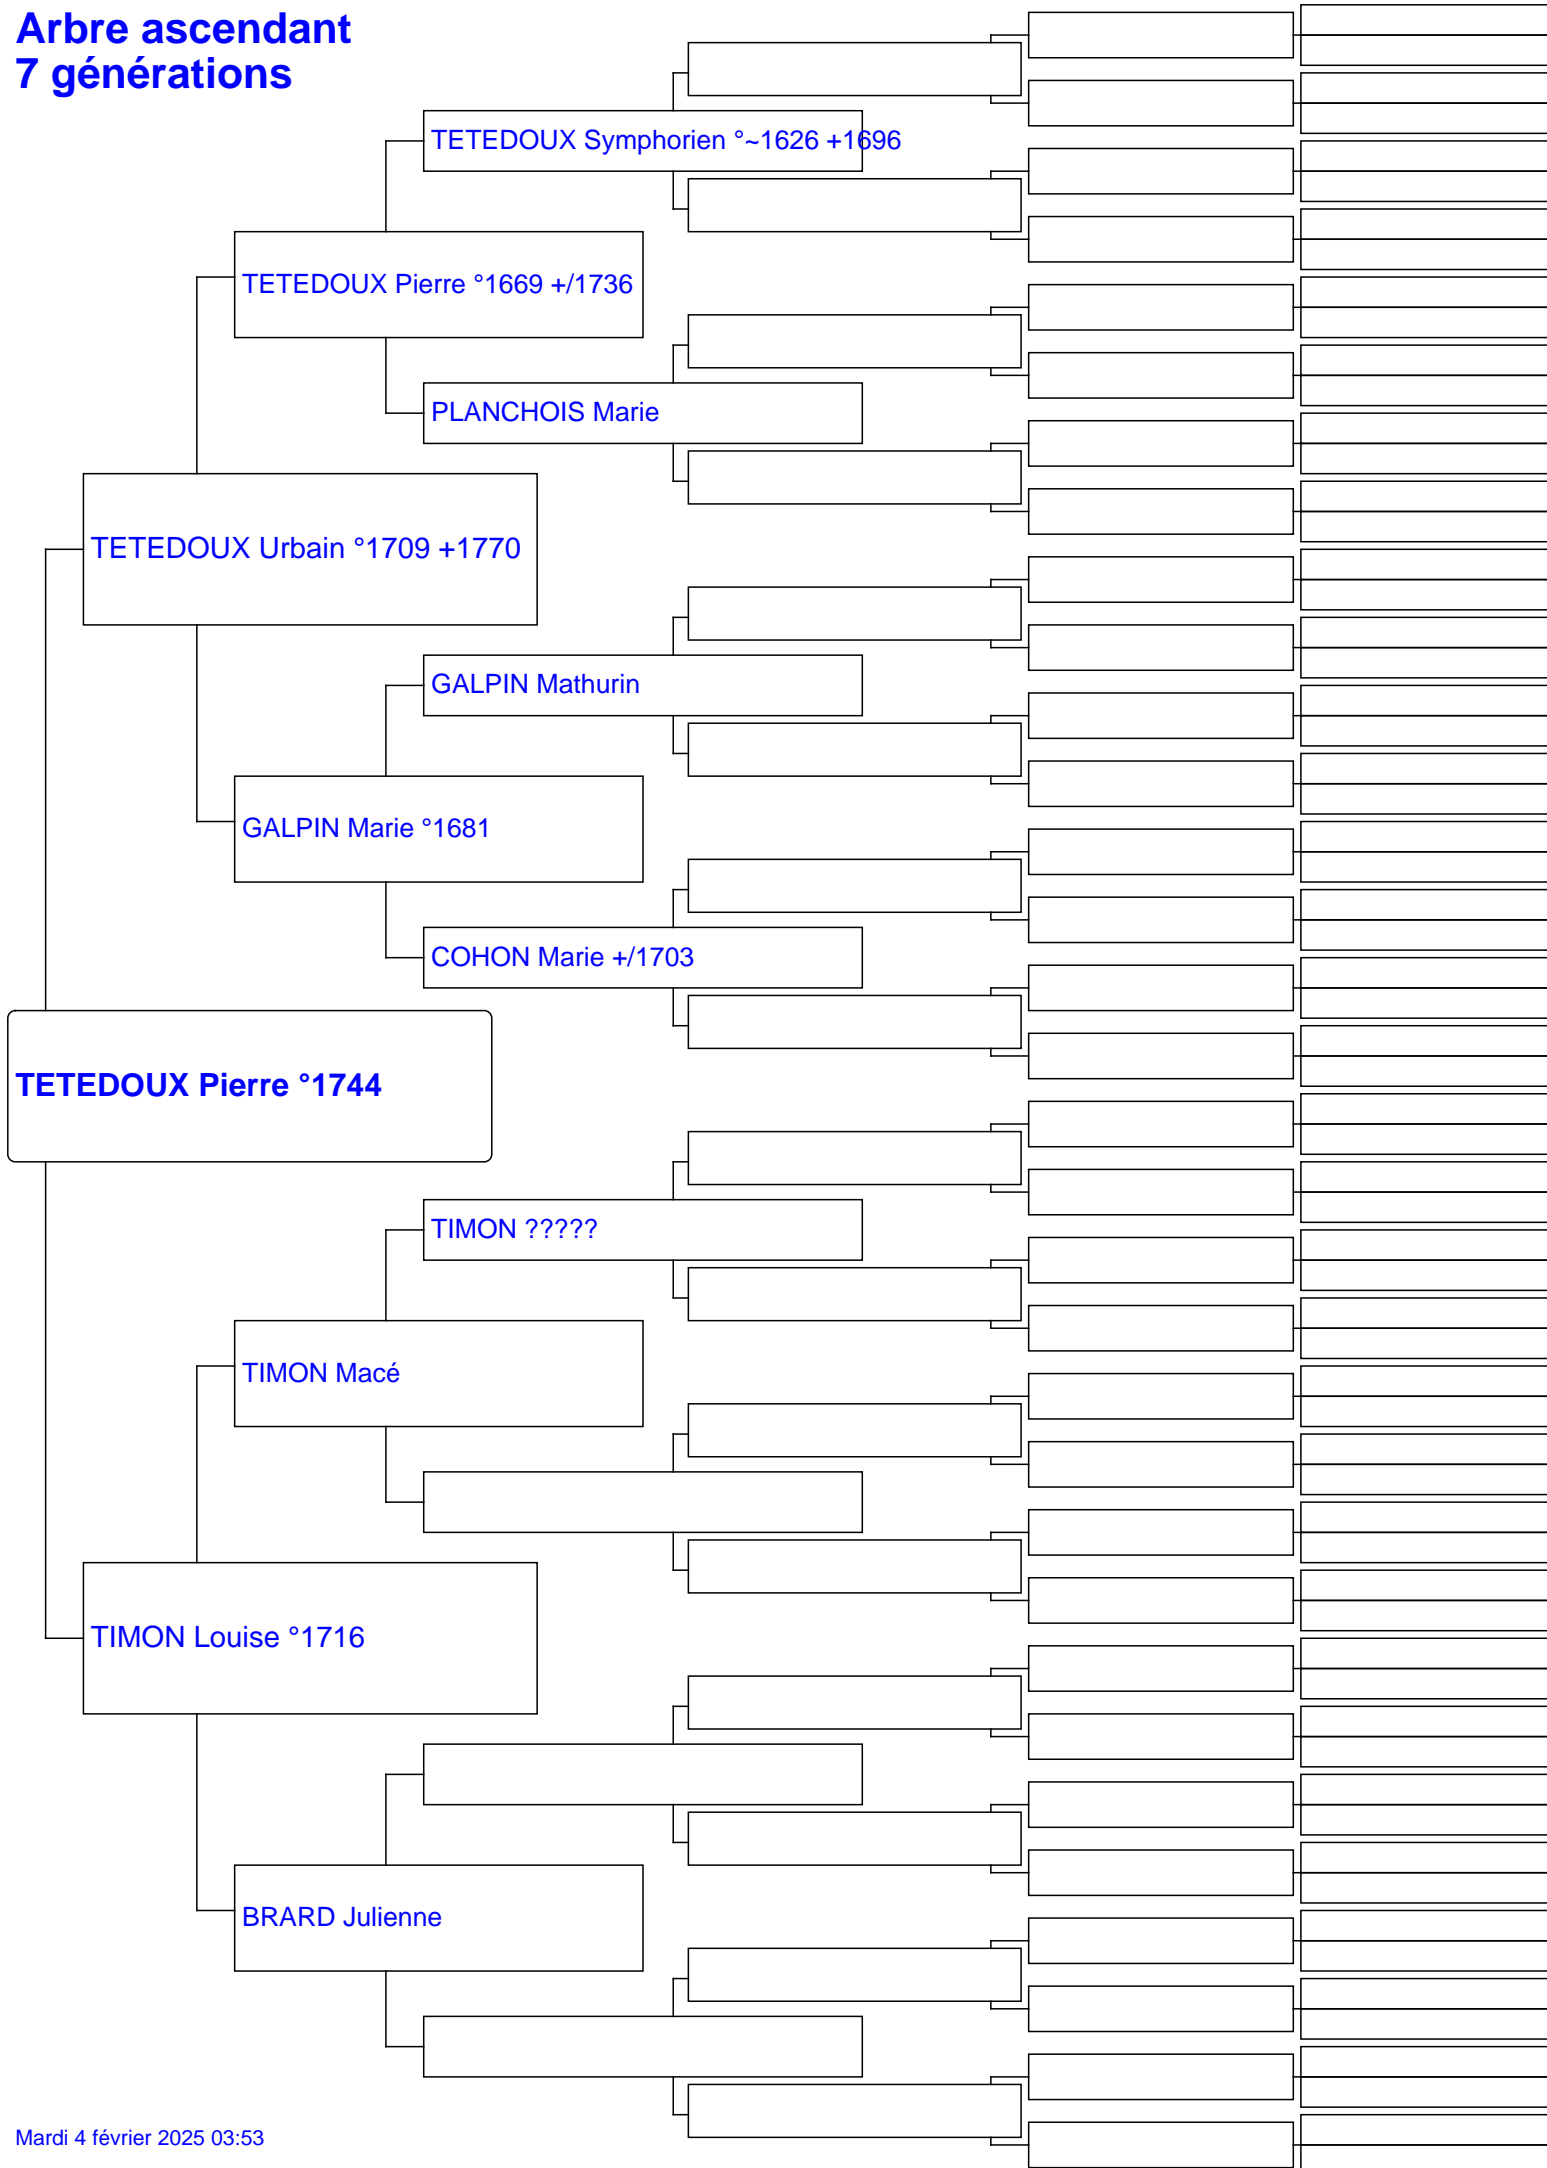 Arbre ascendant
7 générations
TETEDOUX Symphorien °~1626 +1696
TETEDOUX Pierre °1669 +/1736
PLANCHOIS Marie
TETEDOUX Urbain °1709 +1770
GALPIN Mathurin
GALPIN Marie °1681
COHON Marie +/1703
TETEDOUX Pierre °1744
TIMON ?????
TIMON Macé
TIMON Louise °1716
BRARD Julienne
Mardi 4 février 2025 03:53